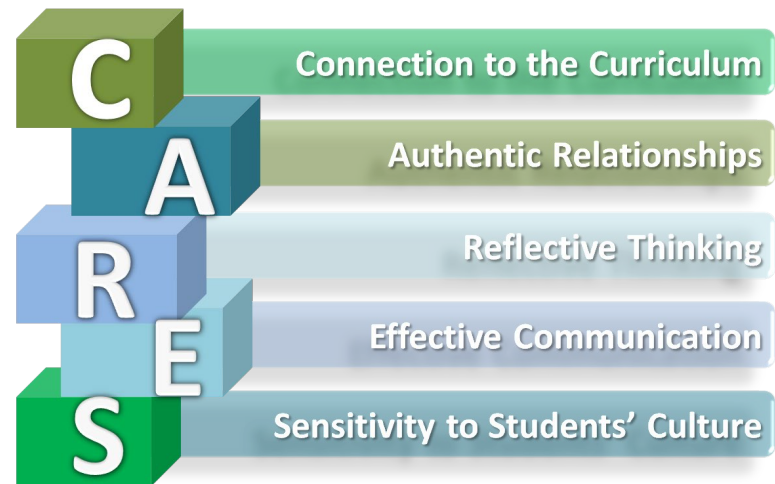 C Connection to the Curriculum
A Authentic Relationships
R Reflective Thinking
E Effective Communication
S Sensitivity to Students’ Culture